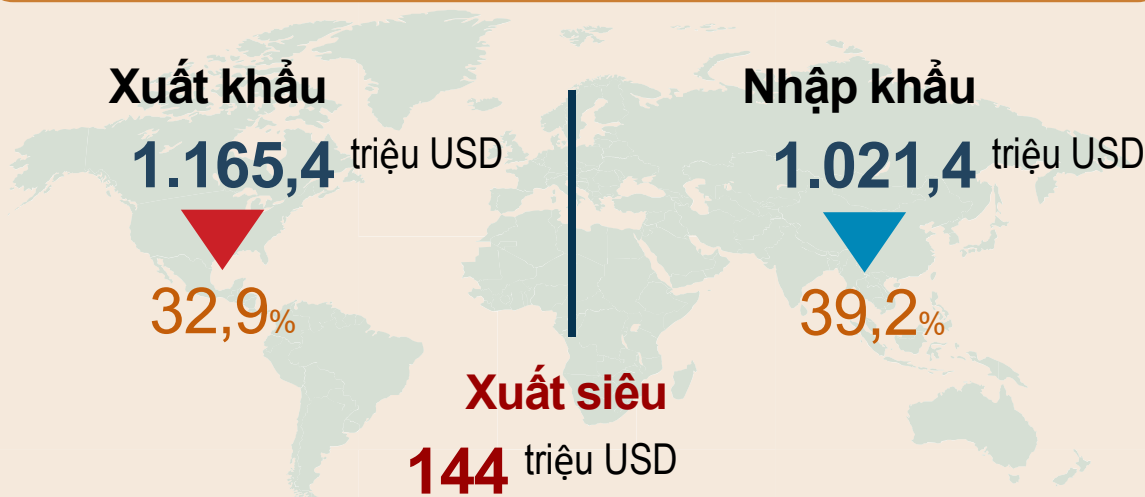 Xuất khẩu
1.165,4 triệu USD
32,9%
Nhập khẩu
1.021,4 triệu USD
39,2%
Xuất siêu
144 triệu USD